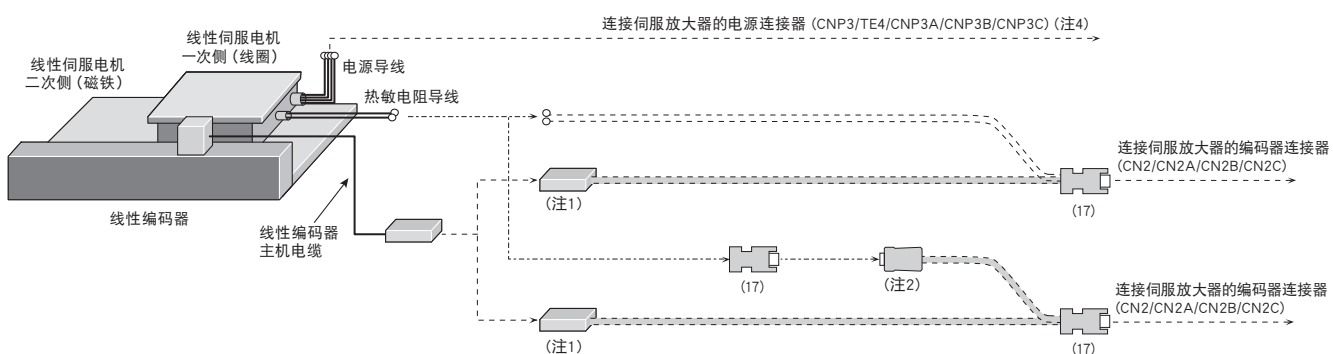 连接伺服放大器的电源连接器 (CNP3/TE4/CNP3A/CNP3B/CNP3C) (注4)
线性伺服电机
一次侧 (线圈)
线性伺服电机
二次侧 (磁铁)
电源导线
热敏电阻导线
连接伺服放大器的编码器连接器
(CN2/CN2A/CN2B/CN2C)
(注1)
(17)
线性编码器
线性编码器
主机电缆
(17)
(注2)
连接伺服放大器的编码器连接器
(CN2/CN2A/CN2B/CN2C)
(注1)
(17)